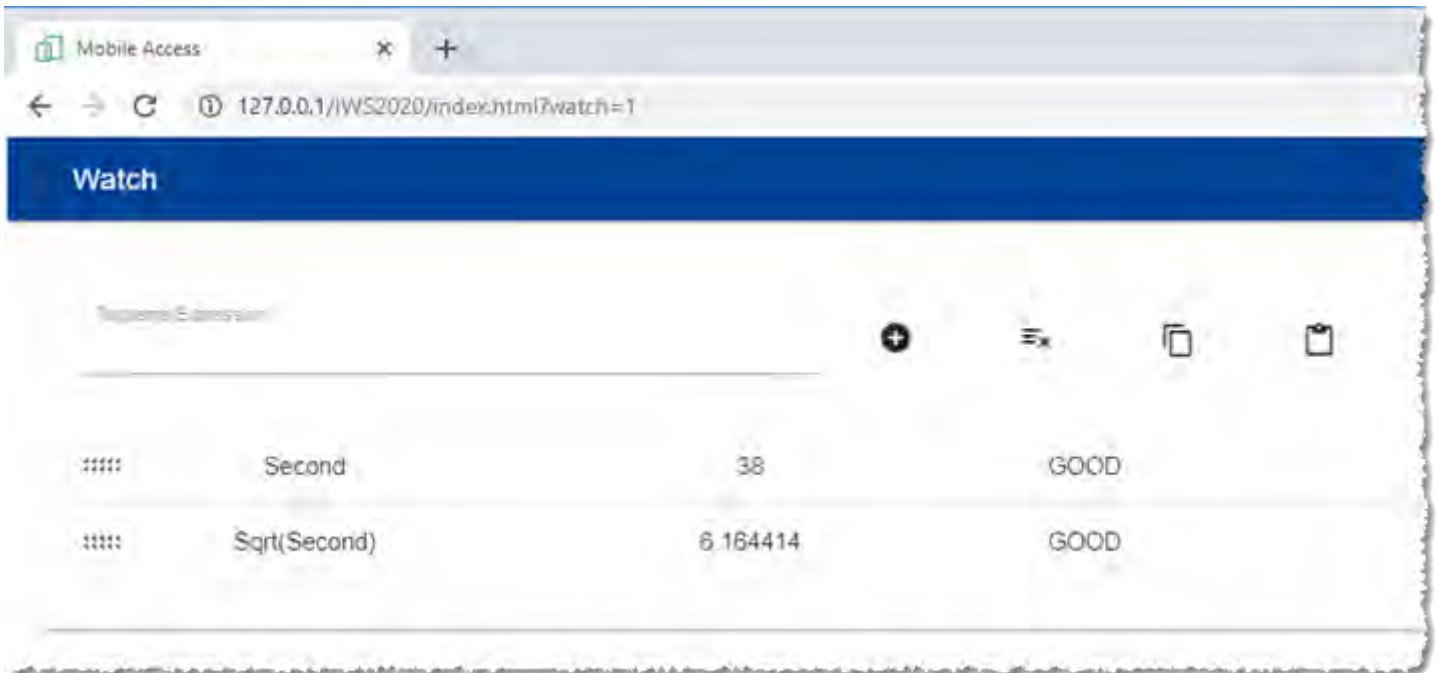 Mobile Access
127.0.0.1/IWS2020/index.html?watch=1
Watch
Second 38 GOOD
Sqrt(Second) 6.164414 GOOD